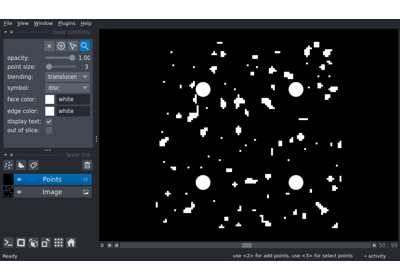 File View Window Plugins Help
layer controls
opacity: 1.00
point size: 3
blending: translucen
symbol: disc
face color: white
edge color: white
display text:
out of slice:
layer list
Points
Image
0 50 99
Ready use <2> for add points, use <3> for select points activity